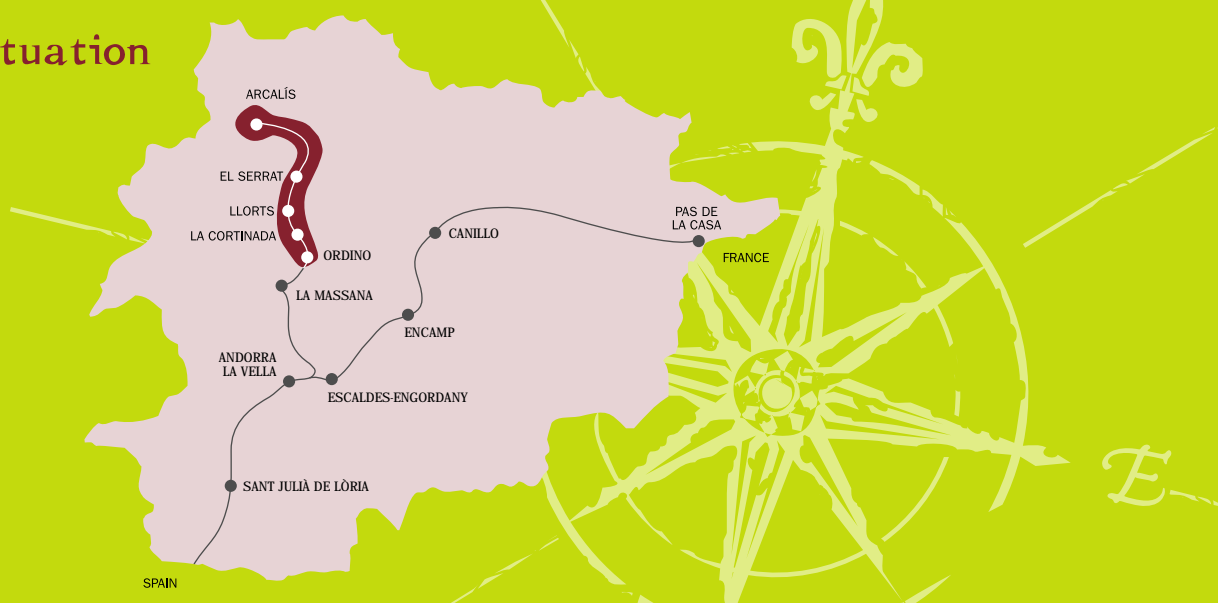 tuation
ARCALÍS
EL SERRAT
LLORTS
LA CORTINADA
ORDINO
LA MASSANA
CANILLO
PAS DE
LA CASA
FRANCE
ENCAMP
ANDORRA
LA VELLA
ESCALDES-ENGORDANY
SANT JULIÀ DE LÒRIA
SPAIN
E